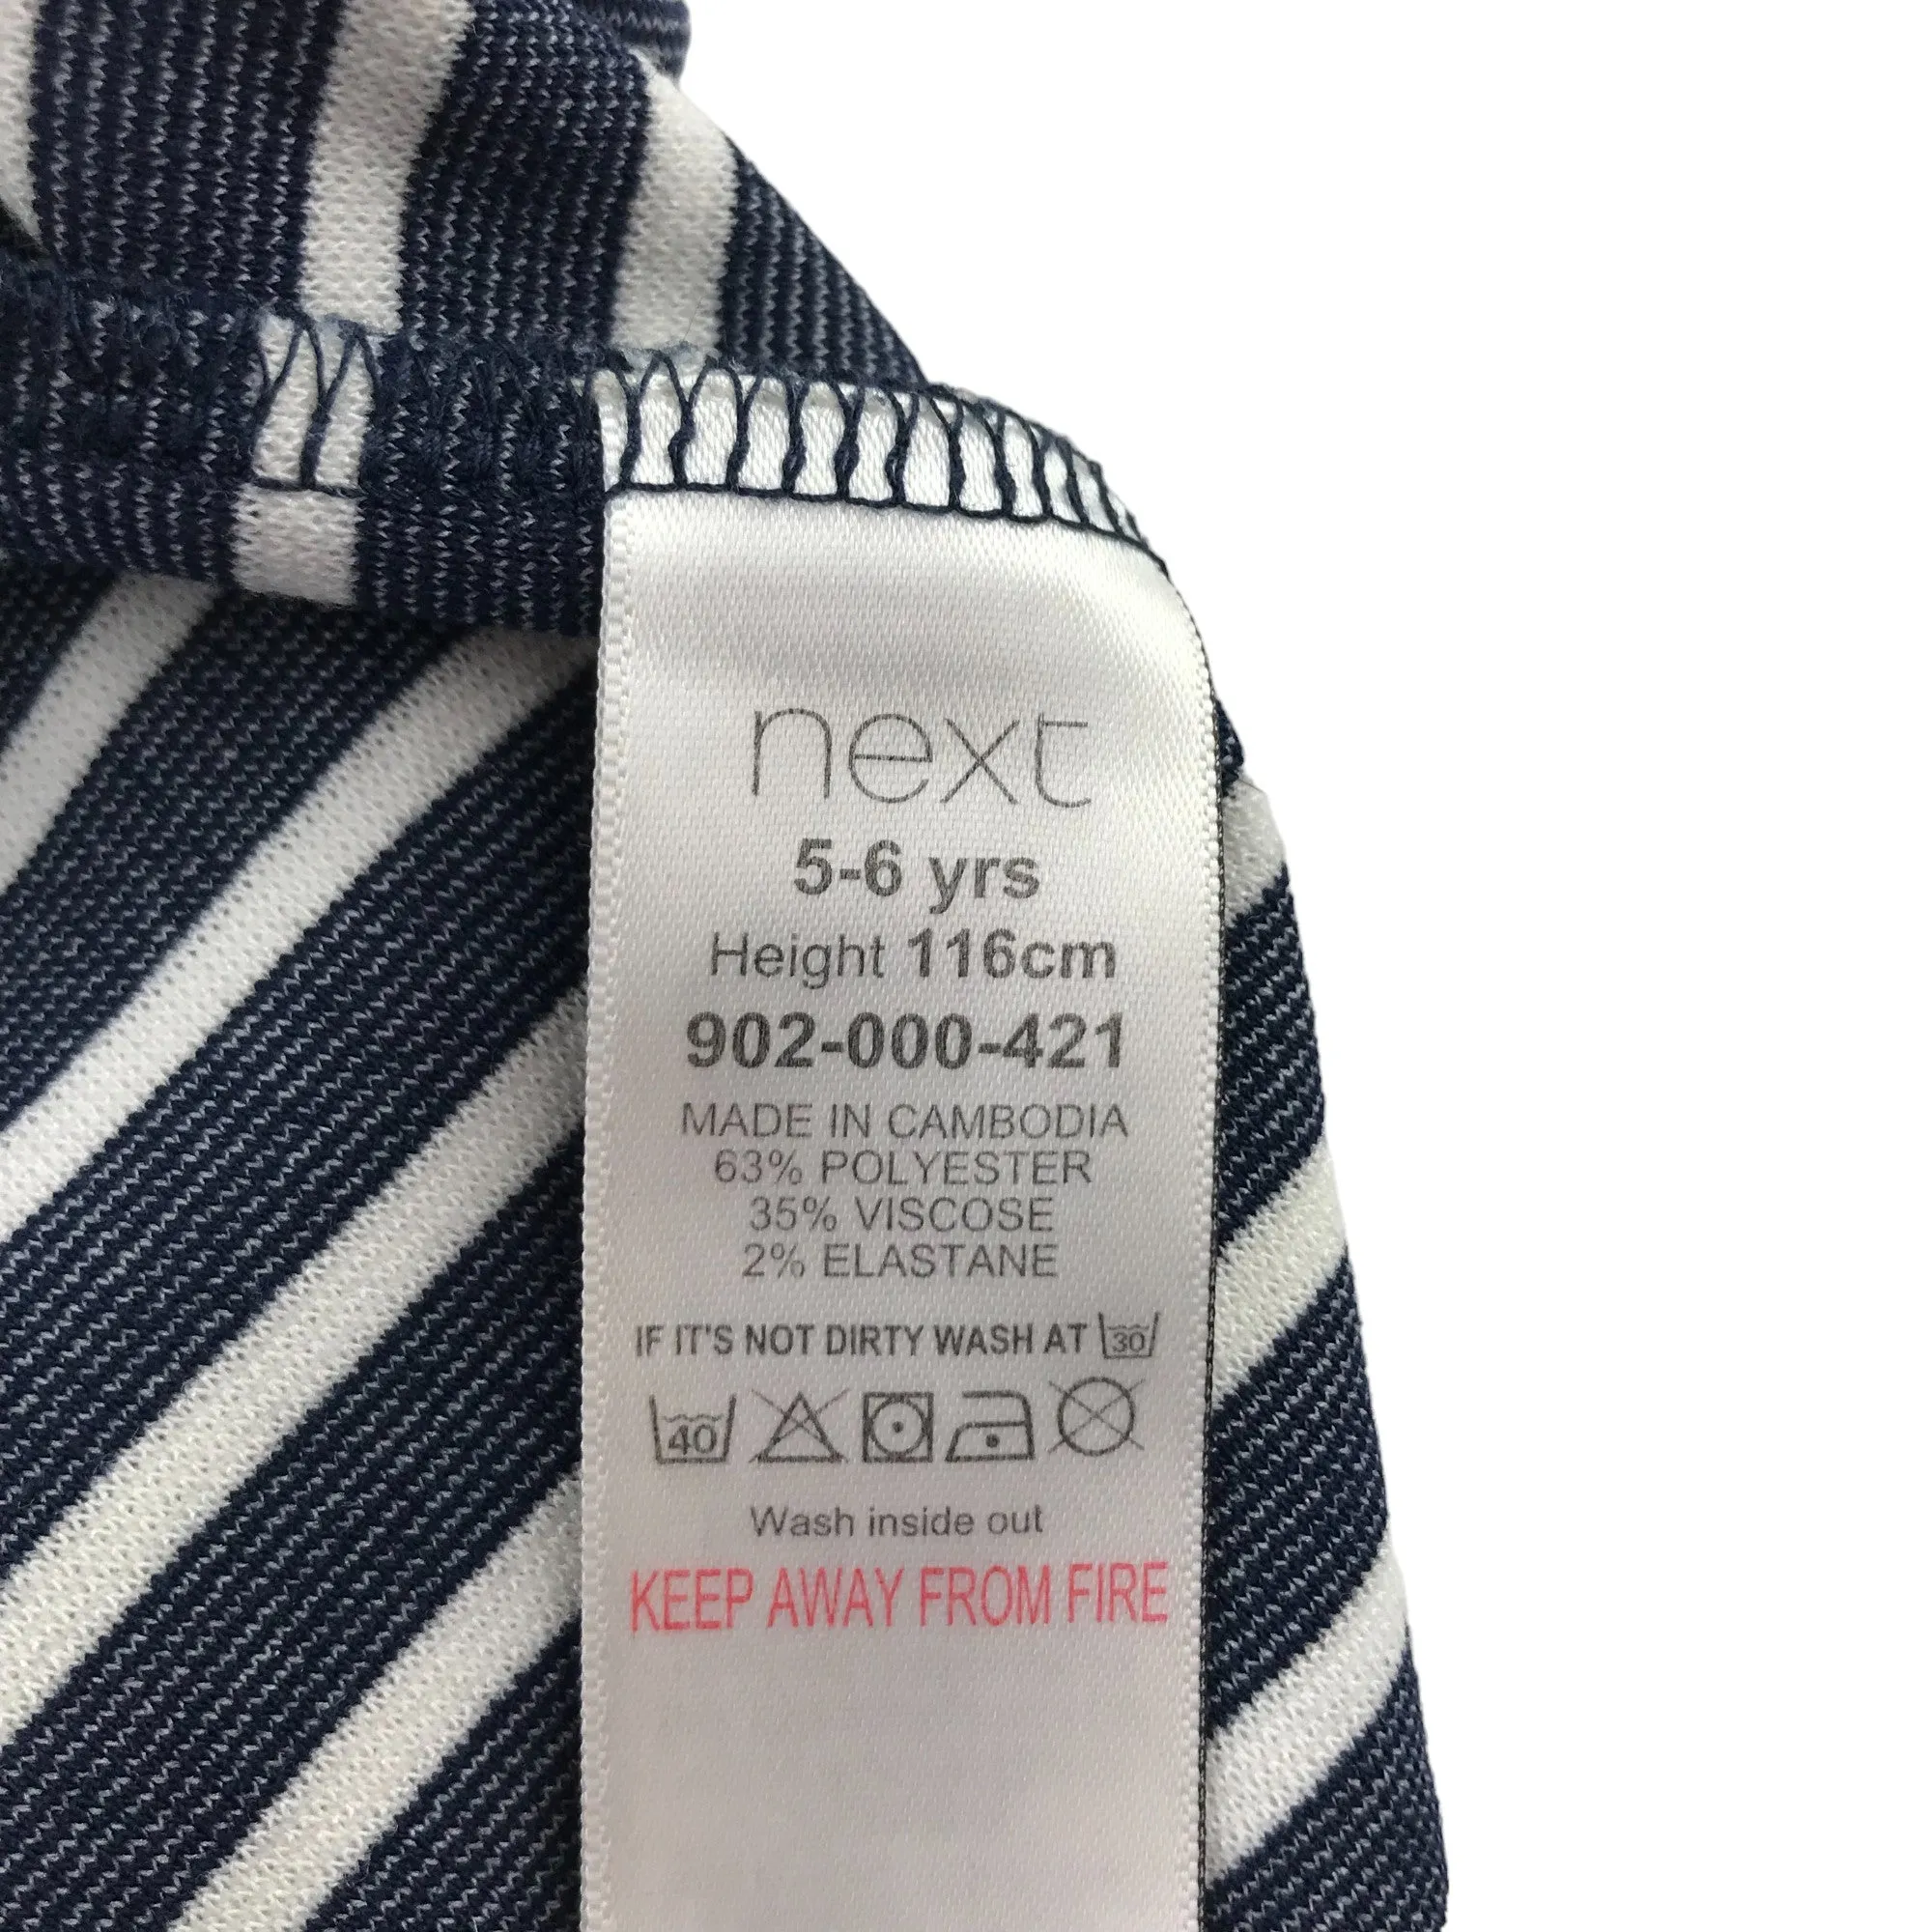 next
5-6 yrs
Height 116cm
902-000-421
MADE IN CAMBODIA
63% POLYESTER
35% VISCOSE
2% ELASTANE
IF IT'S NOT DIRTY WASH AT 30
40
Wash inside out
KEEP AWAY FROM FIRE